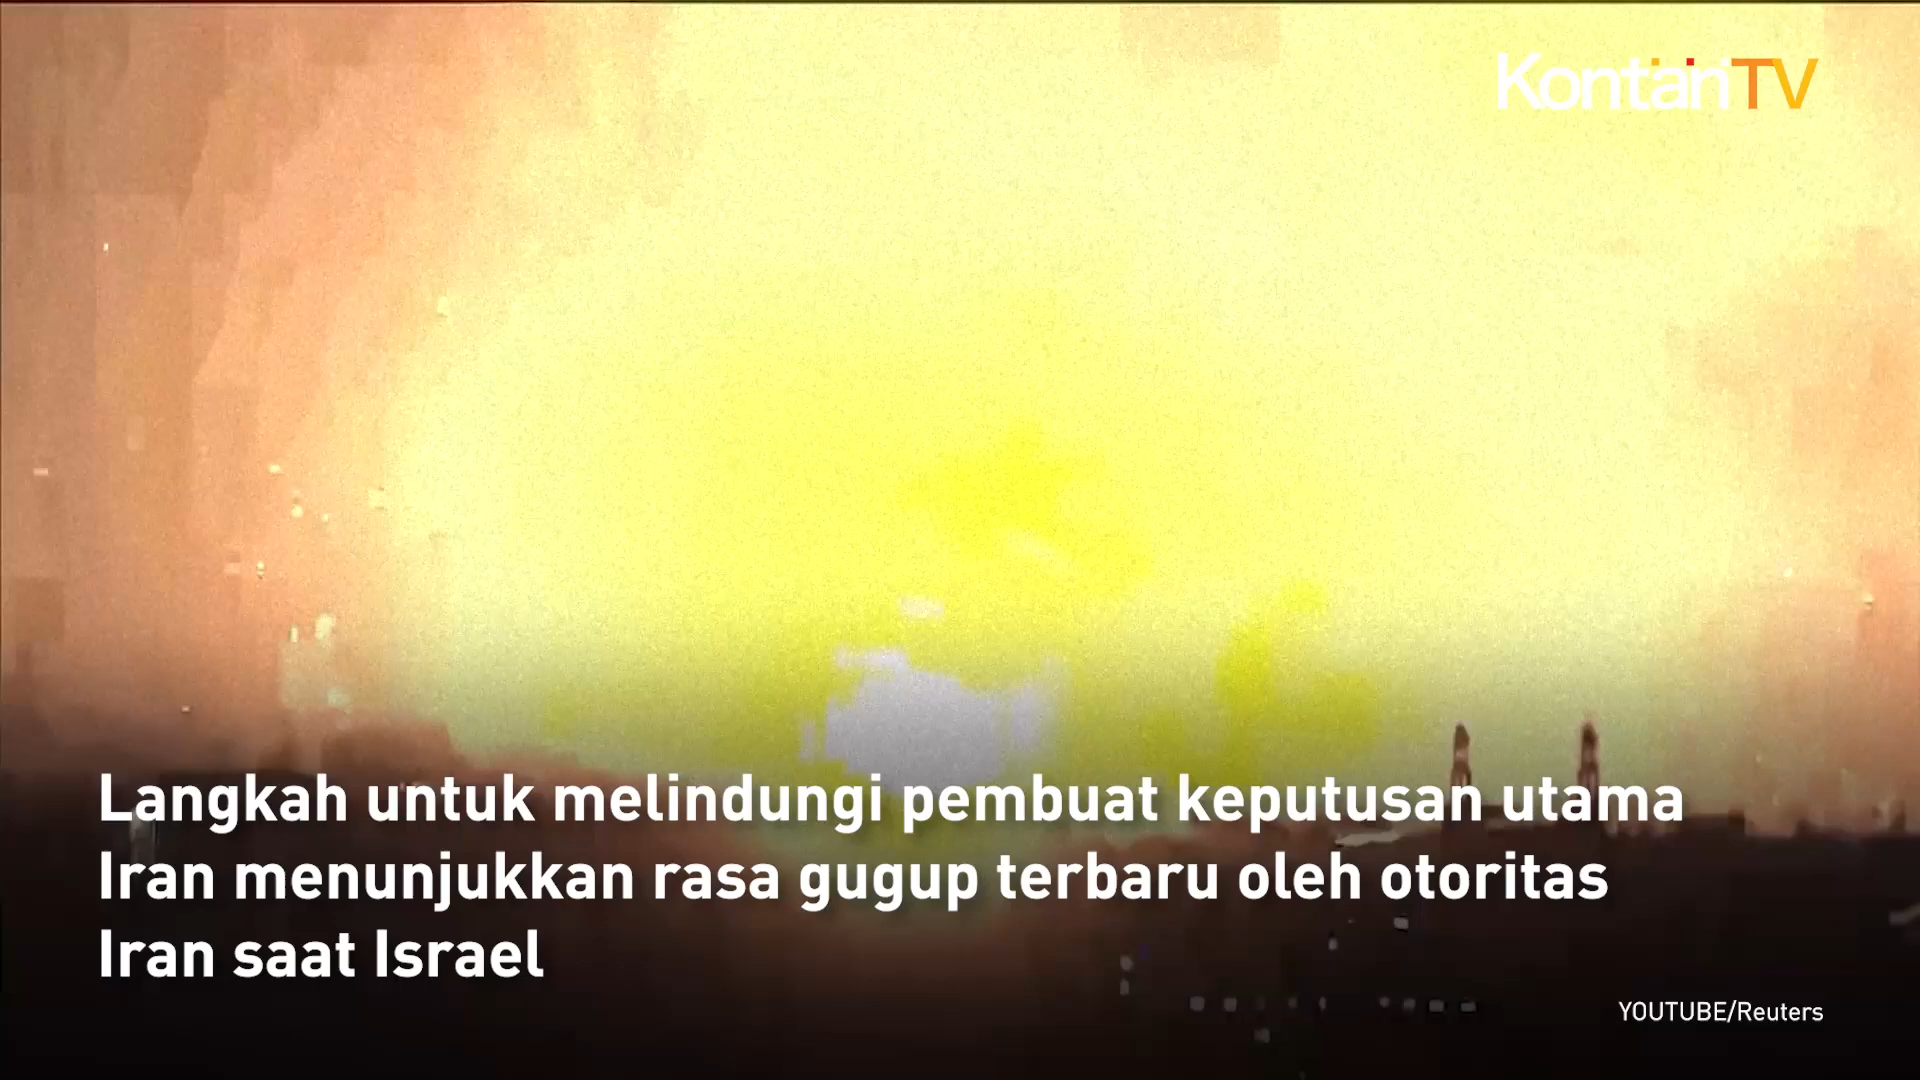 KontanTV
Langkah untuk melindungi pembuat keputusan utama
Iran menunjukkan rasa gugup terbaru oleh otoritas
Iran saat Israel
YOUTUBE/Reuters